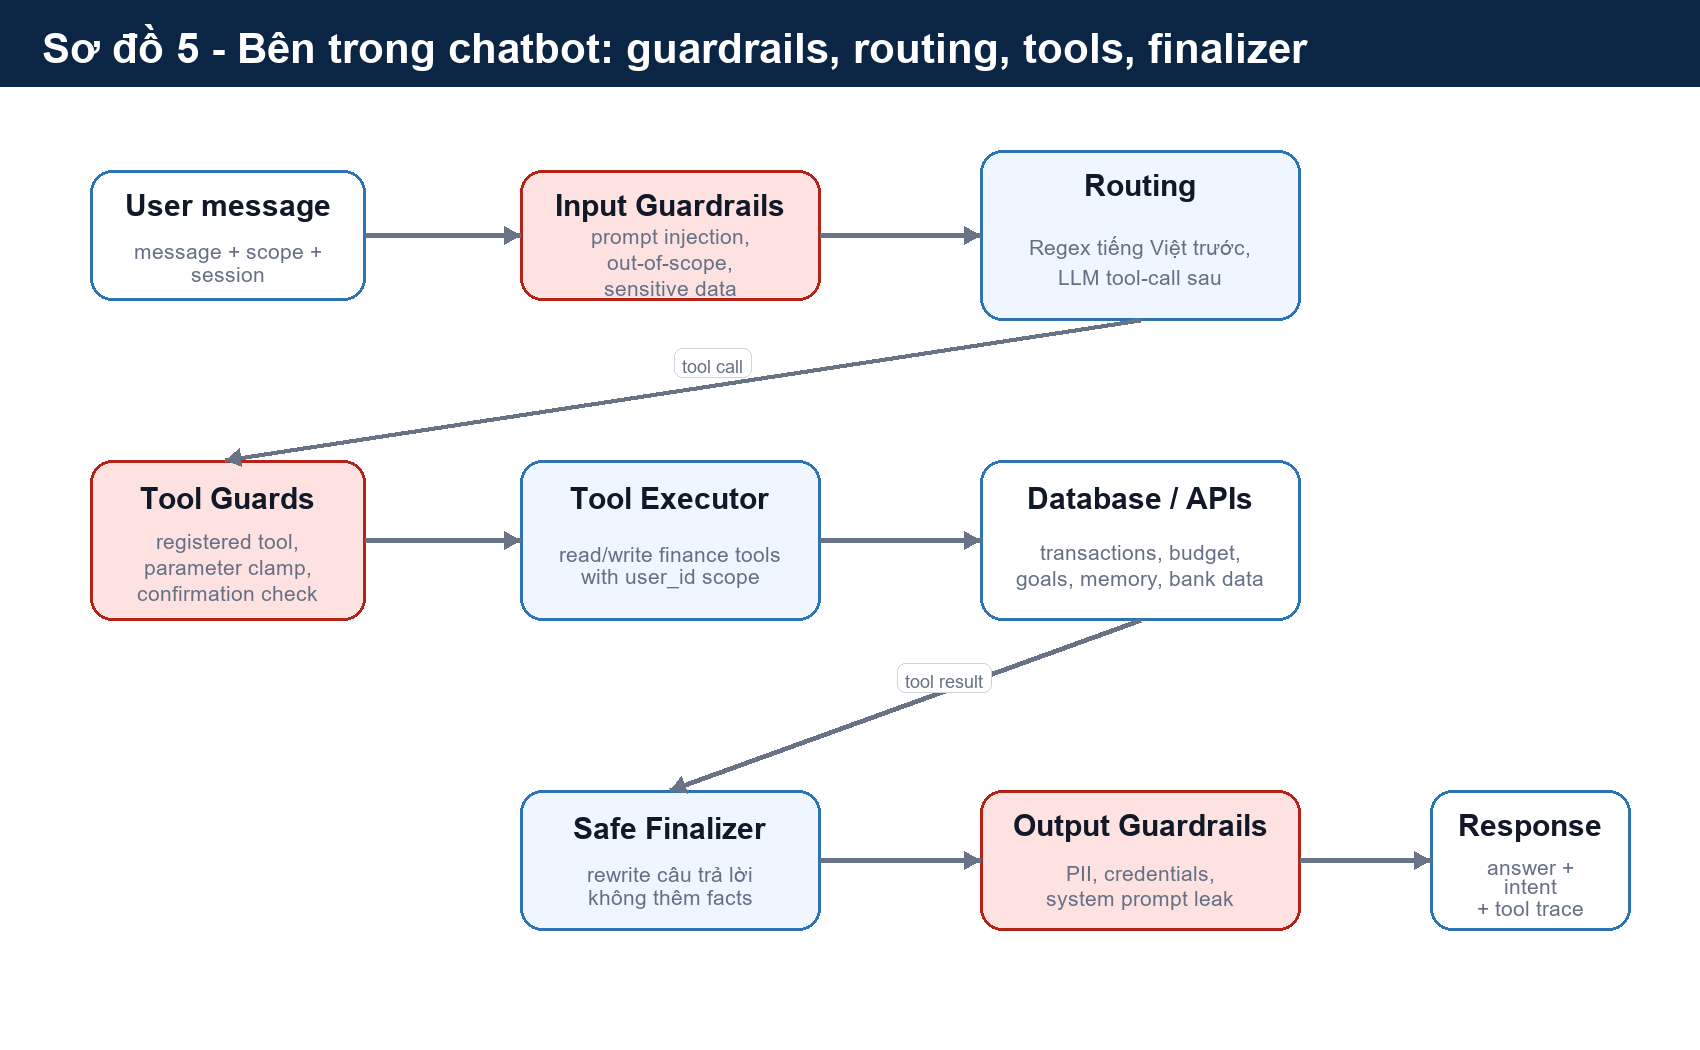 Sơ đồ 5 - Bên trong chatbot: guardrails, routing, tools, finalizer
User message
message + scope +
session
Input Guardrails
prompt injection,
out-of-scope,
sensitive data
Routing
Regex tiếng Việt trước,
LLM tool-call sau
tool call
Tool Guards
registered tool,
parameter clamp,
confirmation check
Tool Executor
read/write finance tools
with user_id scope
Database / APIs
transactions, budget,
goals, memory, bank data
tool result
Safe Finalizer
rewrite câu trả lời
không thêm facts
Output Guardrails
PII, credentials,
system prompt leak
Response
answer +
intent
+ tool trace